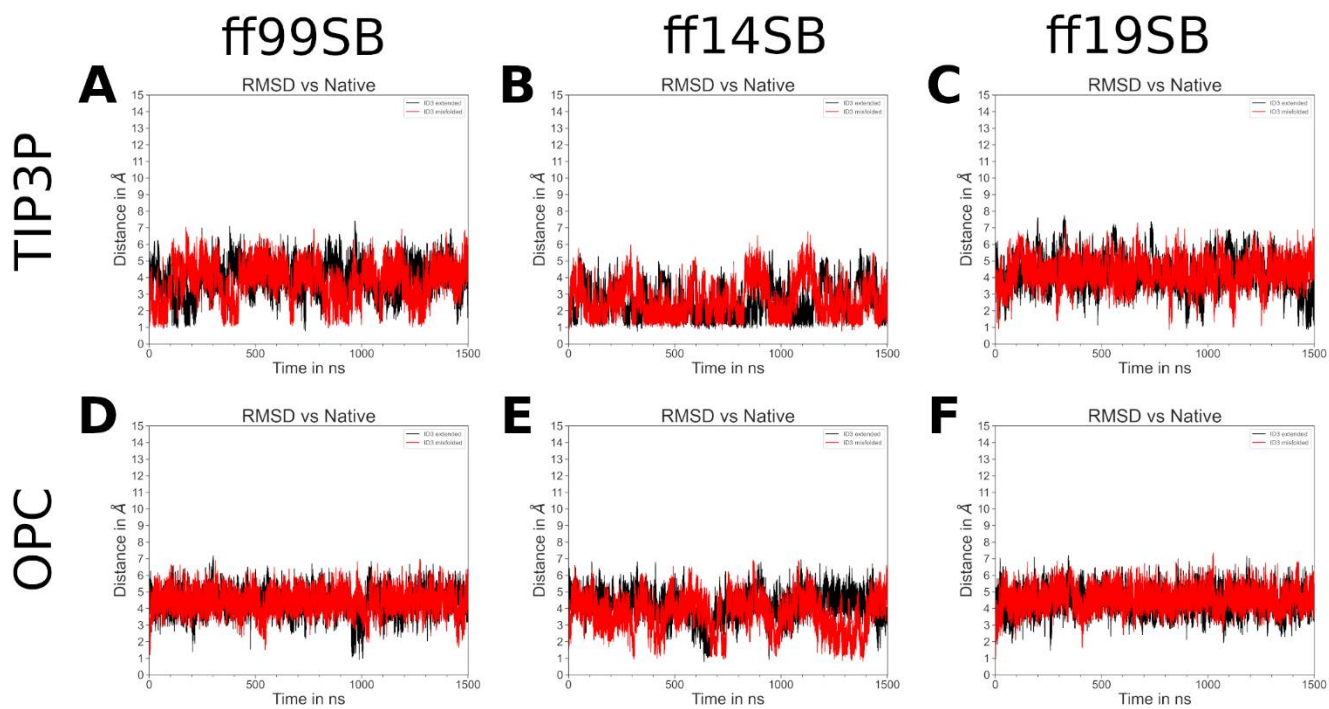 ff99SB ff14SB ff19SB
TIP3P
A
RMSD vs Native
ID3 extended
ID3 misfolded
Distance in Å
15
14
13
12
11
10
9
8
7
6
5
4
3
2
1
0
0 500 1000 1500
Time in ns
B
RMSD vs Native
ID3 extended
ID3 misfolded
Distance in Å
15
14
13
12
11
10
9
8
7
6
5
4
3
2
1
0
0 500 1000 1500
Time in ns
C
RMSD vs Native
ID3 extended
ID3 misfolded
Distance in Å
15
14
13
12
11
10
9
8
7
6
5
4
3
2
1
0
0 500 1000 1500
Time in ns
OPC
D
RMSD vs Native
ID3 extended
ID3 misfolded
Distance in Å
15
14
13
12
11
10
9
8
7
6
5
4
3
2
1
0
0 500 1000 1500
Time in ns
E
RMSD vs Native
ID3 extended
ID3 misfolded
Distance in Å
15
14
13
12
11
10
9
8
7
6
5
4
3
2
1
0
0 500 1000 1500
Time in ns
F
RMSD vs Native
ID3 extended
ID3 misfolded
Distance in Å
15
14
13
12
11
10
9
8
7
6
5
4
3
2
1
0
0 500 1000 1500
Time in ns